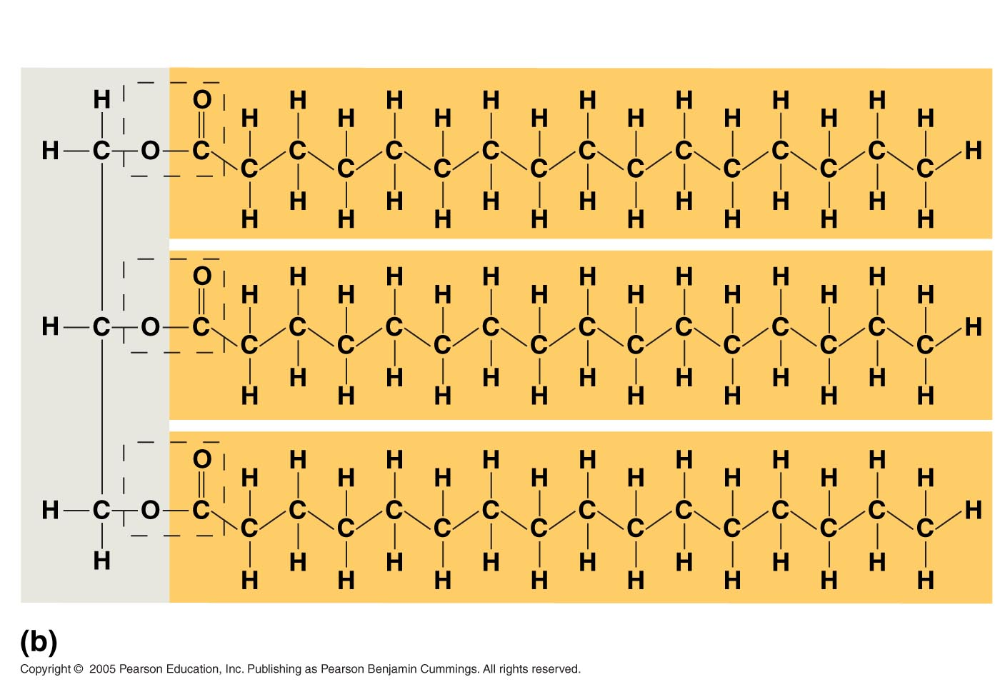 H O H H H H H H H
H H H H H H H H
H C O C C C C C C C C H
C C C C C C C C
H H H H H H H
H H H H H H H H
O H H H H H H H
H H H H H H H H
H C O C C C C C C C C H
C C C C C C C C
H H H H H H H
H H H H H H H H
O H H H H H H H
H H H H H H H H
H C O C C C C C C C C H
C C C C C C C C
H H H H H H H H
H H H H H H H H
(b)
Copyright © 2005 Pearson Education, Inc. Publishing as Pearson Benjamin Cummings. All rights reserved.